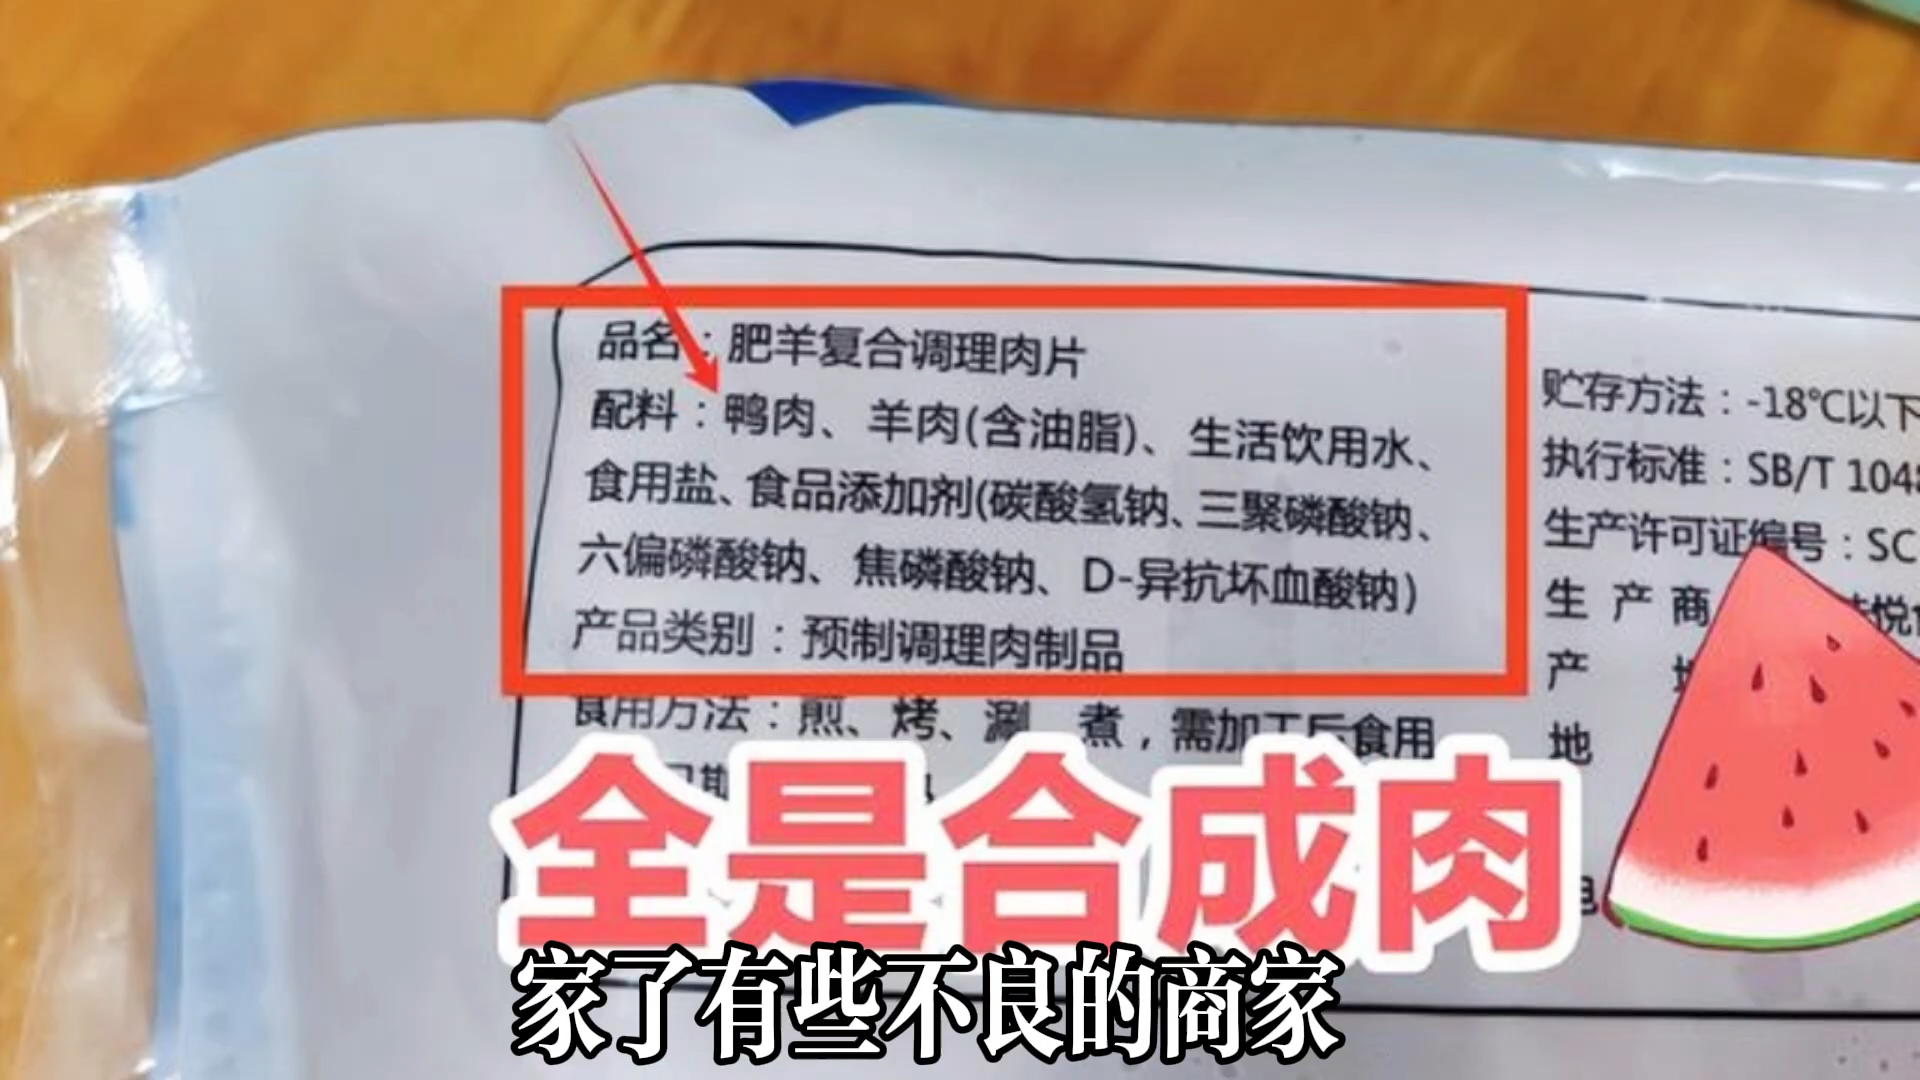 品名：肥羊复合调理肉片
配料：鸭肉、羊肉(含油脂)、生活饮用水、
食用盐、食品添加剂(碳酸氢钠、三聚磷酸钠、
六偏磷酸钠、焦磷酸钠、D-异抗坏血酸钠)
产品类别：预制调理肉制品
食用方法：煎、烤、涮、煮，需加工后食用
贮存方法：-18℃以下
执行标准：SB/T 1048
生产许可证编号：SC
生产商
产
地
全是合成肉
家了有些不良的商家